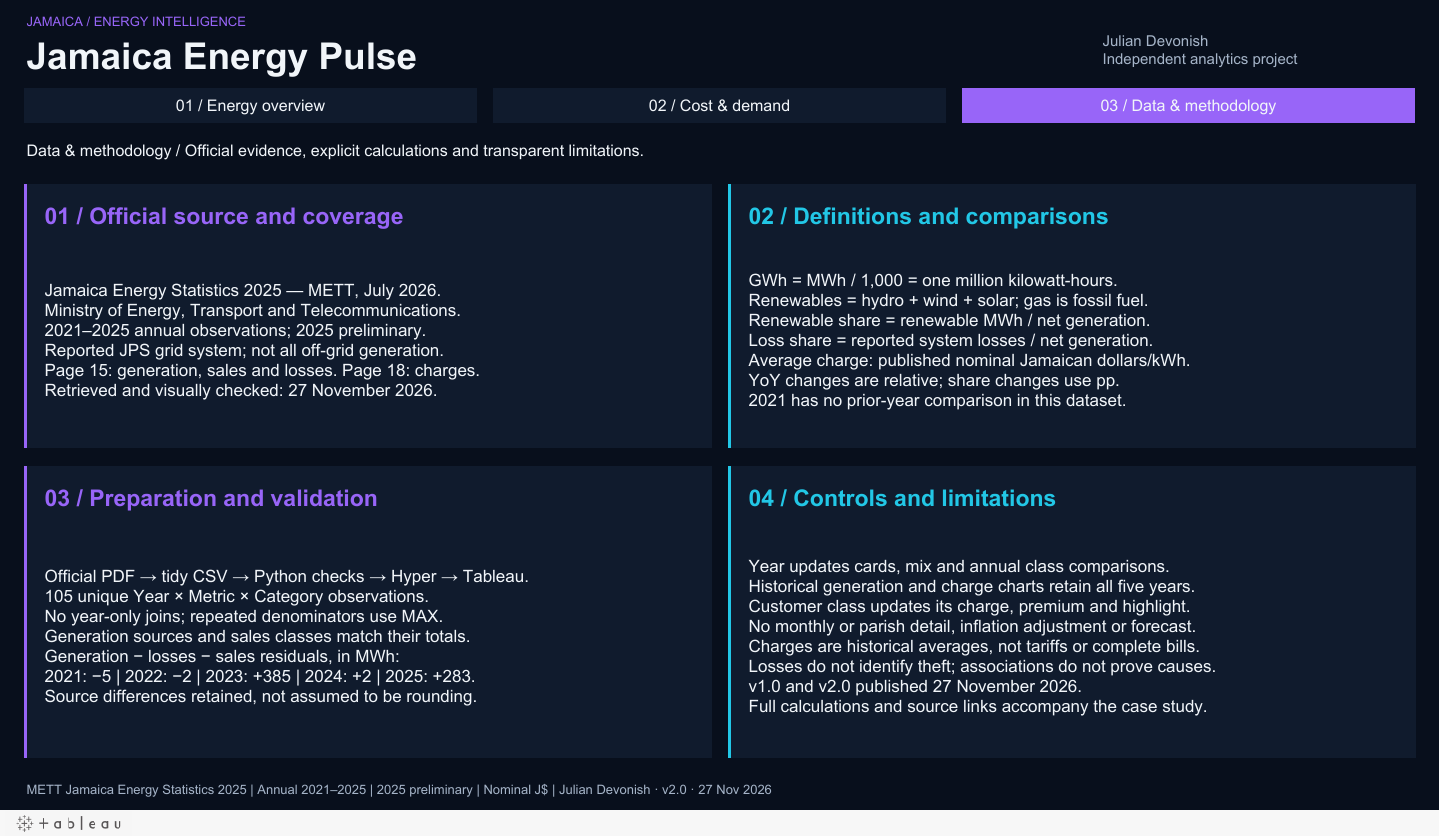 JAMAICA / ENERGY INTELLIGENCE
Jamaica Energy Pulse
Julian Devonish
Independent analytics project
01 / Energy overview
02 / Cost & demand
03 / Data & methodology
Data & methodology / Official evidence, explicit calculations and transparent limitations.
01 / Official source and coverage
Jamaica Energy Statistics 2025 — METT, July 2026.
Ministry of Energy, Transport and Telecommunications.
2021–2025 annual observations; 2025 preliminary.
Reported JPS grid system; not all off-grid generation.
Page 15: generation, sales and losses. Page 18: charges.
Retrieved and visually checked: 27 November 2026.
02 / Definitions and comparisons
GWh = MWh / 1,000 = one million kilowatt-hours.
Renewables = hydro + wind + solar; gas is fossil fuel.
Renewable share = renewable MWh / net generation.
Loss share = reported system losses / net generation.
Average charge: published nominal Jamaican dollars/kWh.
YoY changes are relative; share changes use pp.
2021 has no prior-year comparison in this dataset.
03 / Preparation and validation
Official PDF → tidy CSV → Python checks → Hyper → Tableau.
105 unique Year × Metric × Category observations.
No year-only joins; repeated denominators use MAX.
Generation sources and sales classes match their totals.
Generation − losses − sales residuals, in MWh:
2021: −5 | 2022: −2 | 2023: +385 | 2024: +2 | 2025: +283.
Source differences retained, not assumed to be rounding.
04 / Controls and limitations
Year updates cards, mix and annual class comparisons.
Historical generation and charge charts retain all five years.
Customer class updates its charge, premium and highlight.
No monthly or parish detail, inflation adjustment or forecast.
Charges are historical averages, not tariffs or complete bills.
Losses do not identify theft; associations do not prove causes.
v1.0 and v2.0 published 27 November 2026.
Full calculations and source links accompany the case study.
METT Jamaica Energy Statistics 2025 | Annual 2021–2025 | 2025 preliminary | Nominal J$ | Julian Devonish · v2.0 · 27 Nov 2026
+ableau